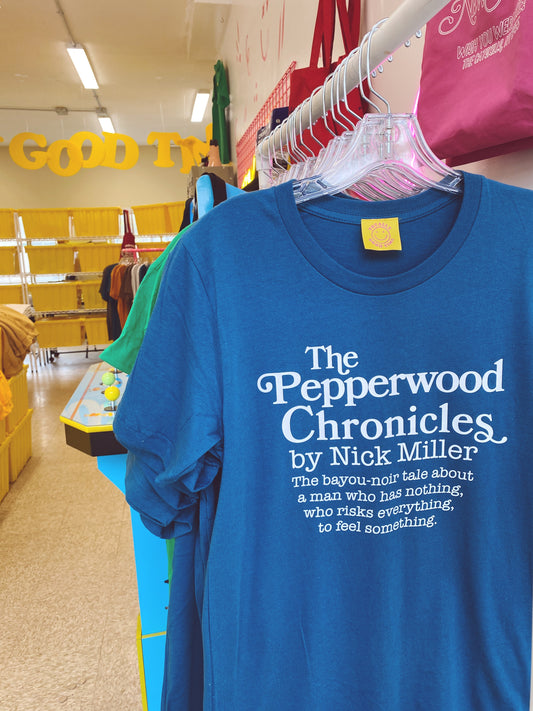 GOOD
The
Pepperwood
Chronicles
by Nick Miller
The bayou-noir tale about
a man who has nothing,
who risks everything,
to feel something.